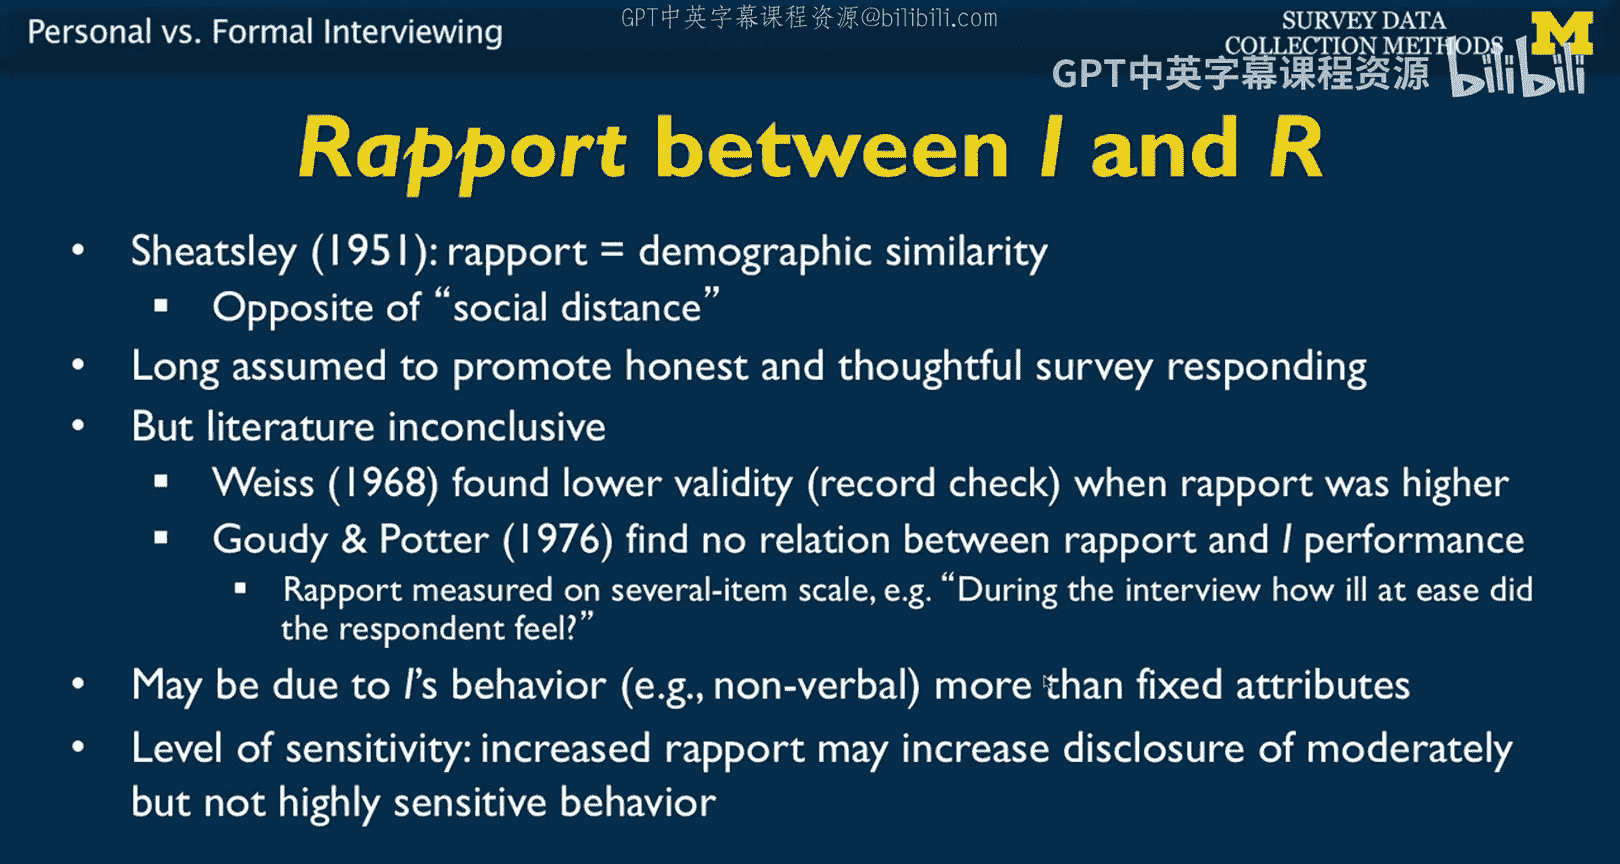 Personal vs. Formal Interviewing
GPT中英字幕课程资源@bilibili.com
SURVEY DATA
COLLECTION METHODS
M
GPT中英字幕课程资源 bilibili
Rapport between I and R
• Sheatsley (1951): rapport = demographic similarity
▪ Opposite of “social distance”
• Long assumed to promote honest and thoughtful survey responding
• But literature inconclusive
▪ Weiss (1968) found lower validity (record check) when rapport was higher
▪ Goudy & Potter (1976) find no relation between rapport and I performance
▪ Rapport measured on several-item scale, e.g. “During the interview how ill at ease did
the respondent feel?”
• May be due to I’s behavior (e.g., non-verbal) more than fixed attributes
• Level of sensitivity: increased rapport may increase disclosure of moderately
but not highly sensitive behavior